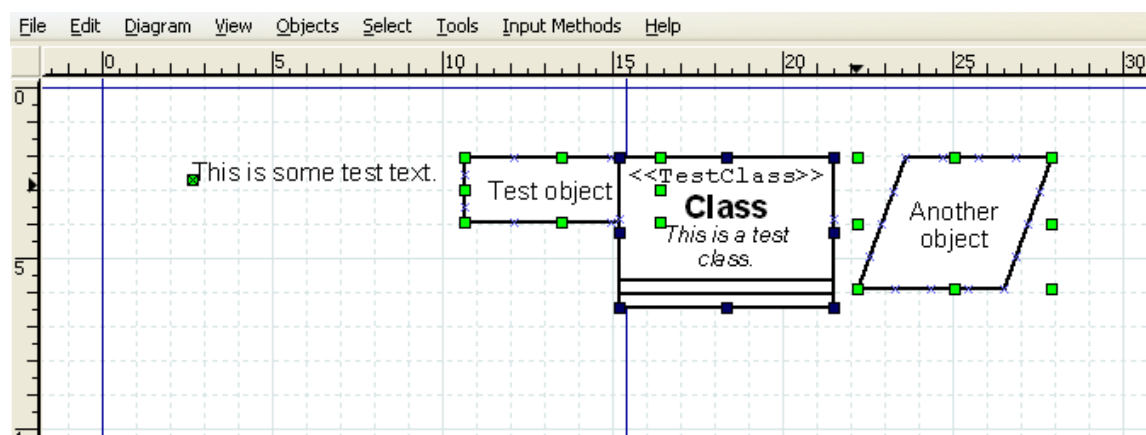 File Edit Diagram View Objects Select Tools Input Methods Help
0 5 10 15 20 25 30
0
This is some test text.
Test object
<<TestClass>>
Class
This is a test
class.
Another
object
5